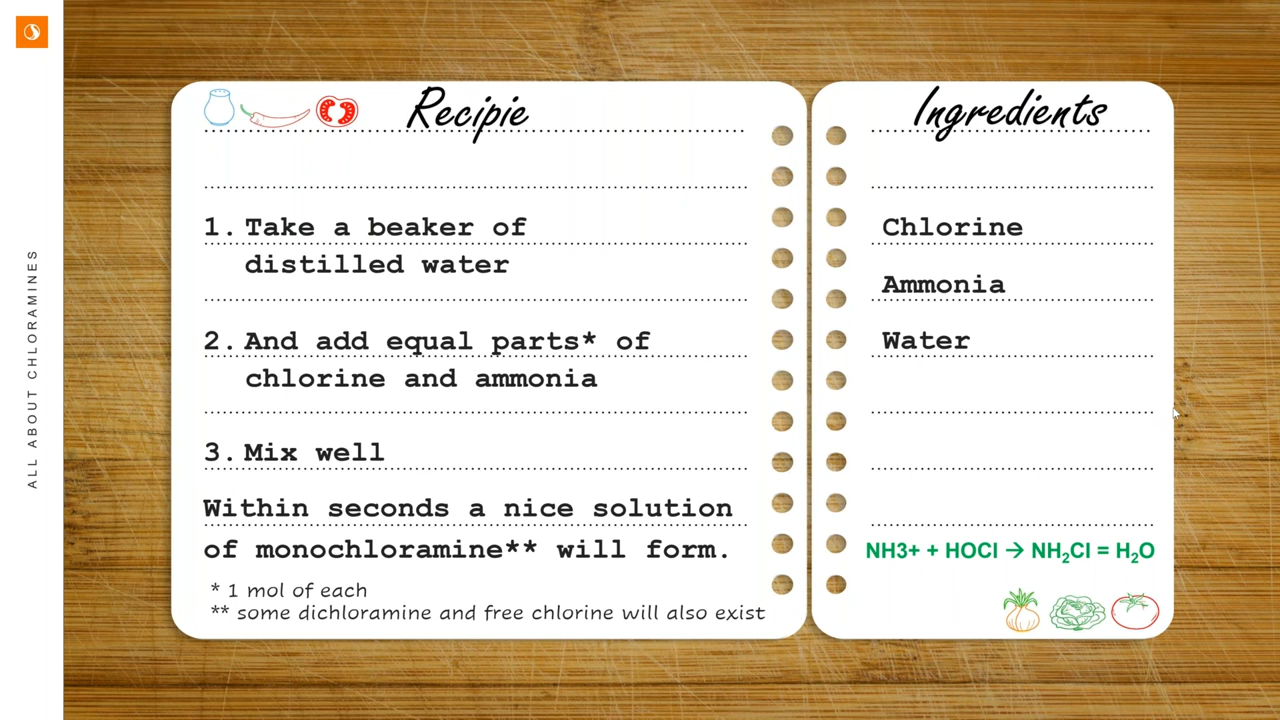 ALL ABOUT CHLORAMINES
Recipie
1. Take a beaker of
distilled water
2. And add equal parts* of
chlorine and ammonia
3. Mix well
Within seconds a nice solution
of monochloramine** will form.
* 1 mol of each
** some dichloramine and free chlorine will also exist
Ingredients
Chlorine
Ammonia
Water
NH3+ + HOCl → NH₂Cl = H₂O